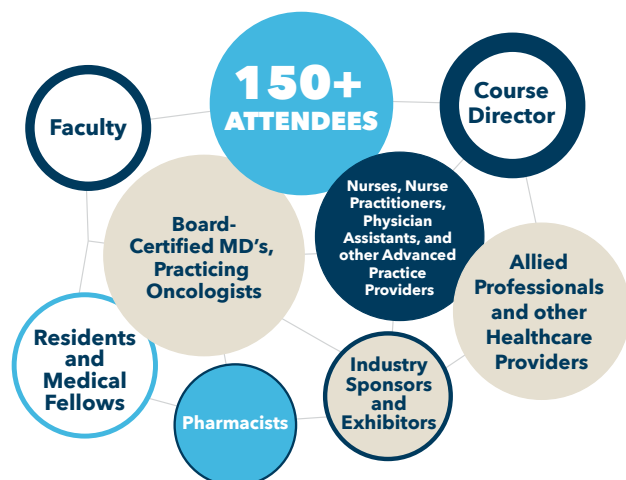 150+
ATTENDEES
Course
Director
Faculty
Nurses, Nurse
Practitioners,
Physician
Assistants, and
other Advanced
Practice
Providers
Board-
Certified MD's,
Practicing
Oncologists
Allied
Professionals
and other
Healthcare
Providers
Residents
and
Medical
Fellows
Industry
Sponsors
and
Exhibitors
Pharmacists